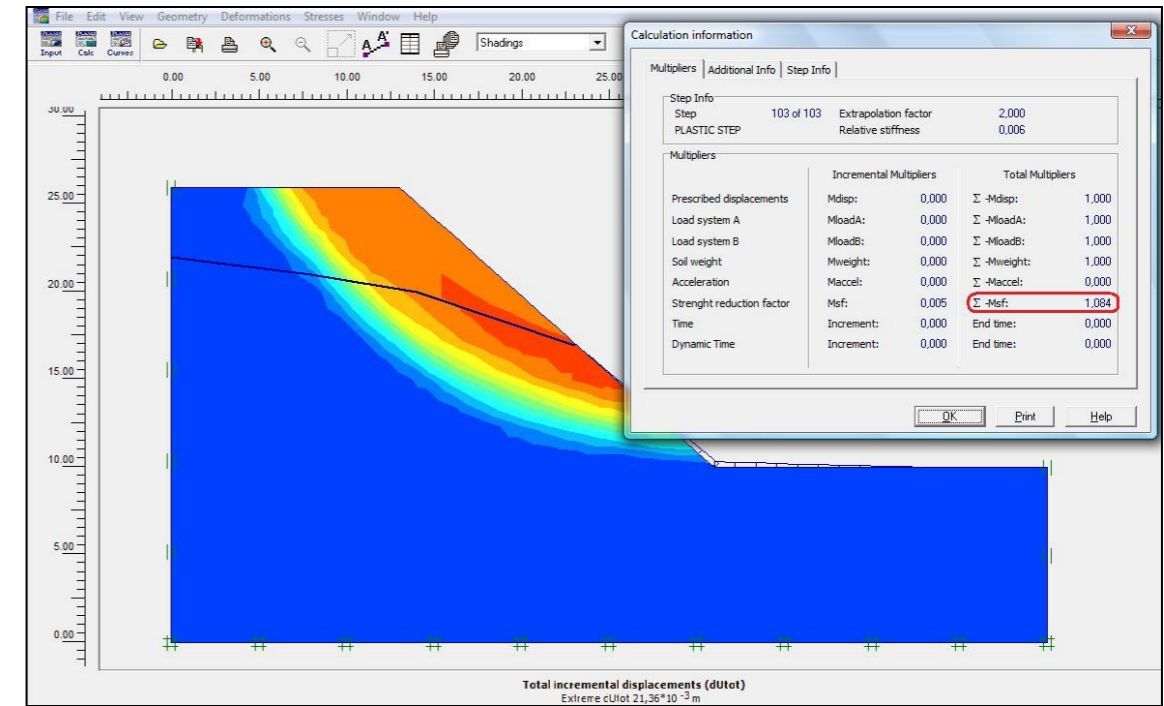 File Edit View Geometry Deformations Stresses Window Help
Input Calc Curves Shadings
Calculation information
0.00 5.00 10.00 15.00 20.00 25.00
Multipliers Additional Info Step Info
Step Info
Step 103 of 103 Extrapolation factor 2,000
PLASTIC STEP Relative stiffness 0,006
Multipliers
Incremental Multipliers Total Multipliers
Prescribed displacements Mdisp: 0,000 Σ -Mdisp: 1,000
Load system A MloadA: 0,000 Σ -MloadA: 1,000
Load system B MloadB: 0,000 Σ -MloadB: 1,000
Soil weight Mweight: 0,000 Σ -Mweight: 1,000
Acceleration Maccel: 0,000 Σ -Maccel: 0,000
Strenght reduction factor Msf: 0,005 Σ -Msf: 1,084
Time Increment: 0,000 End time: 0,000
Dynamic Time Increment: 0,000 End time: 0,000
OK Print Help
30.00
25.00
20.00
15.00
10.00
5.00
0.00
Total incremental displacements (dUtot)
21,36*10 -3 m